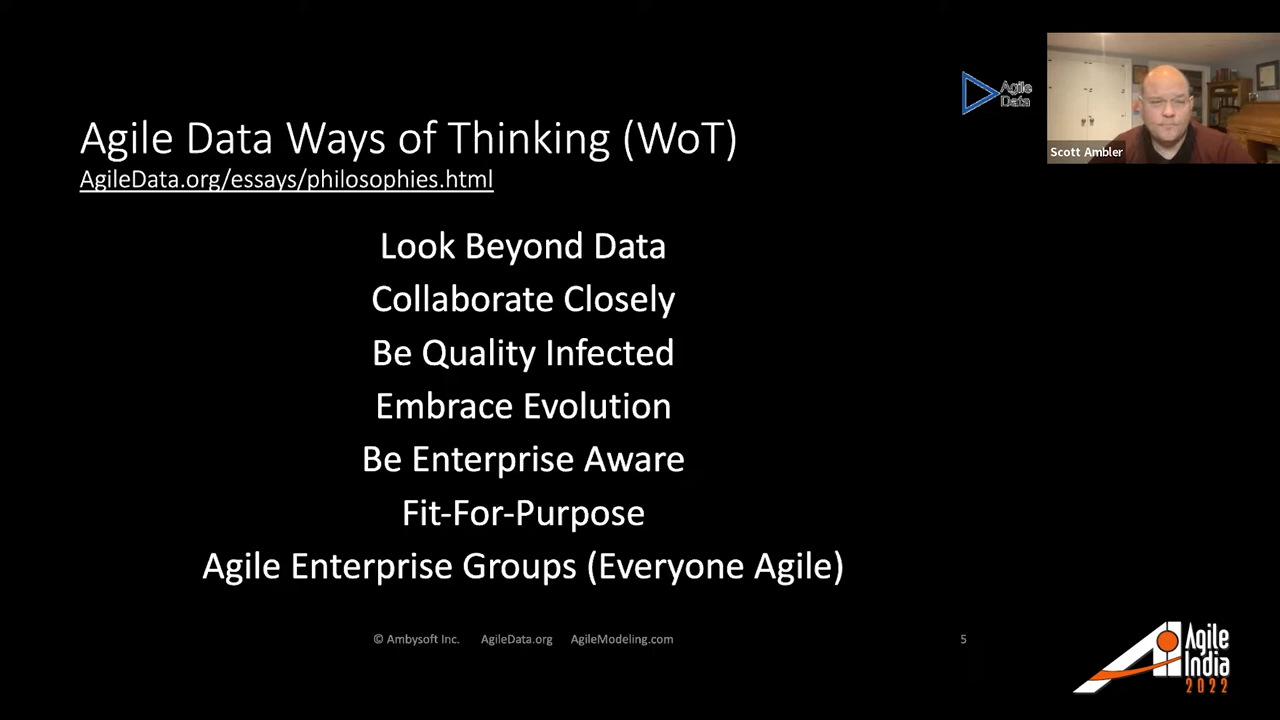 Agile Data Ways of Thinking (WoT)
AgileData.org/essays/philosophies.html
Agile
Data
Scott Ambler
Look Beyond Data
Collaborate Closely
Be Quality Infected
Embrace Evolution
Be Enterprise Aware
Fit-For-Purpose
Agile Enterprise Groups (Everyone Agile)
© Ambysoft Inc. AgileData.org AgileModeling.com
5
Agile
India
2022